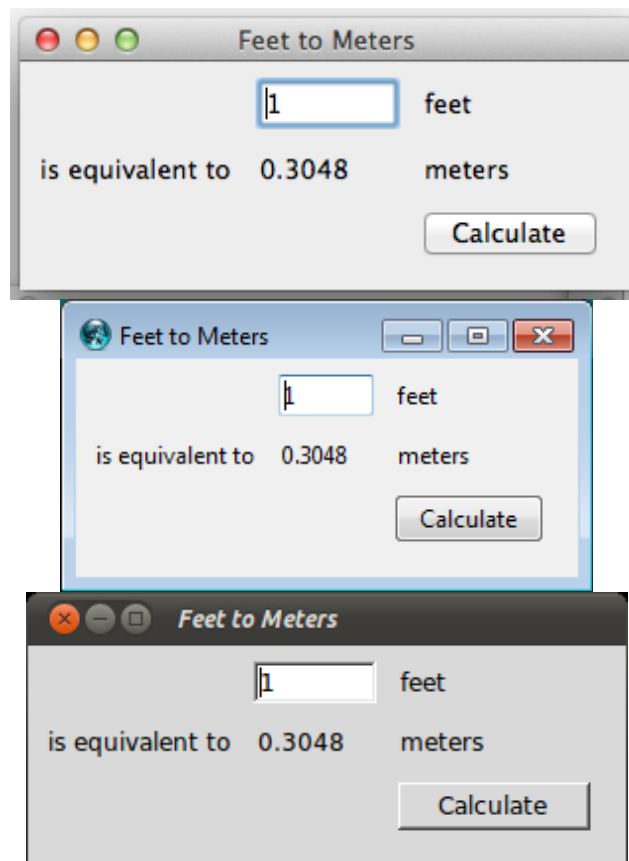 Feet to Meters
1 feet
is equivalent to 0.3048 meters
Calculate
Feet to Meters
1 feet
is equivalent to 0.3048 meters
Calculate
Feet to Meters
1 feet
is equivalent to 0.3048 meters
Calculate